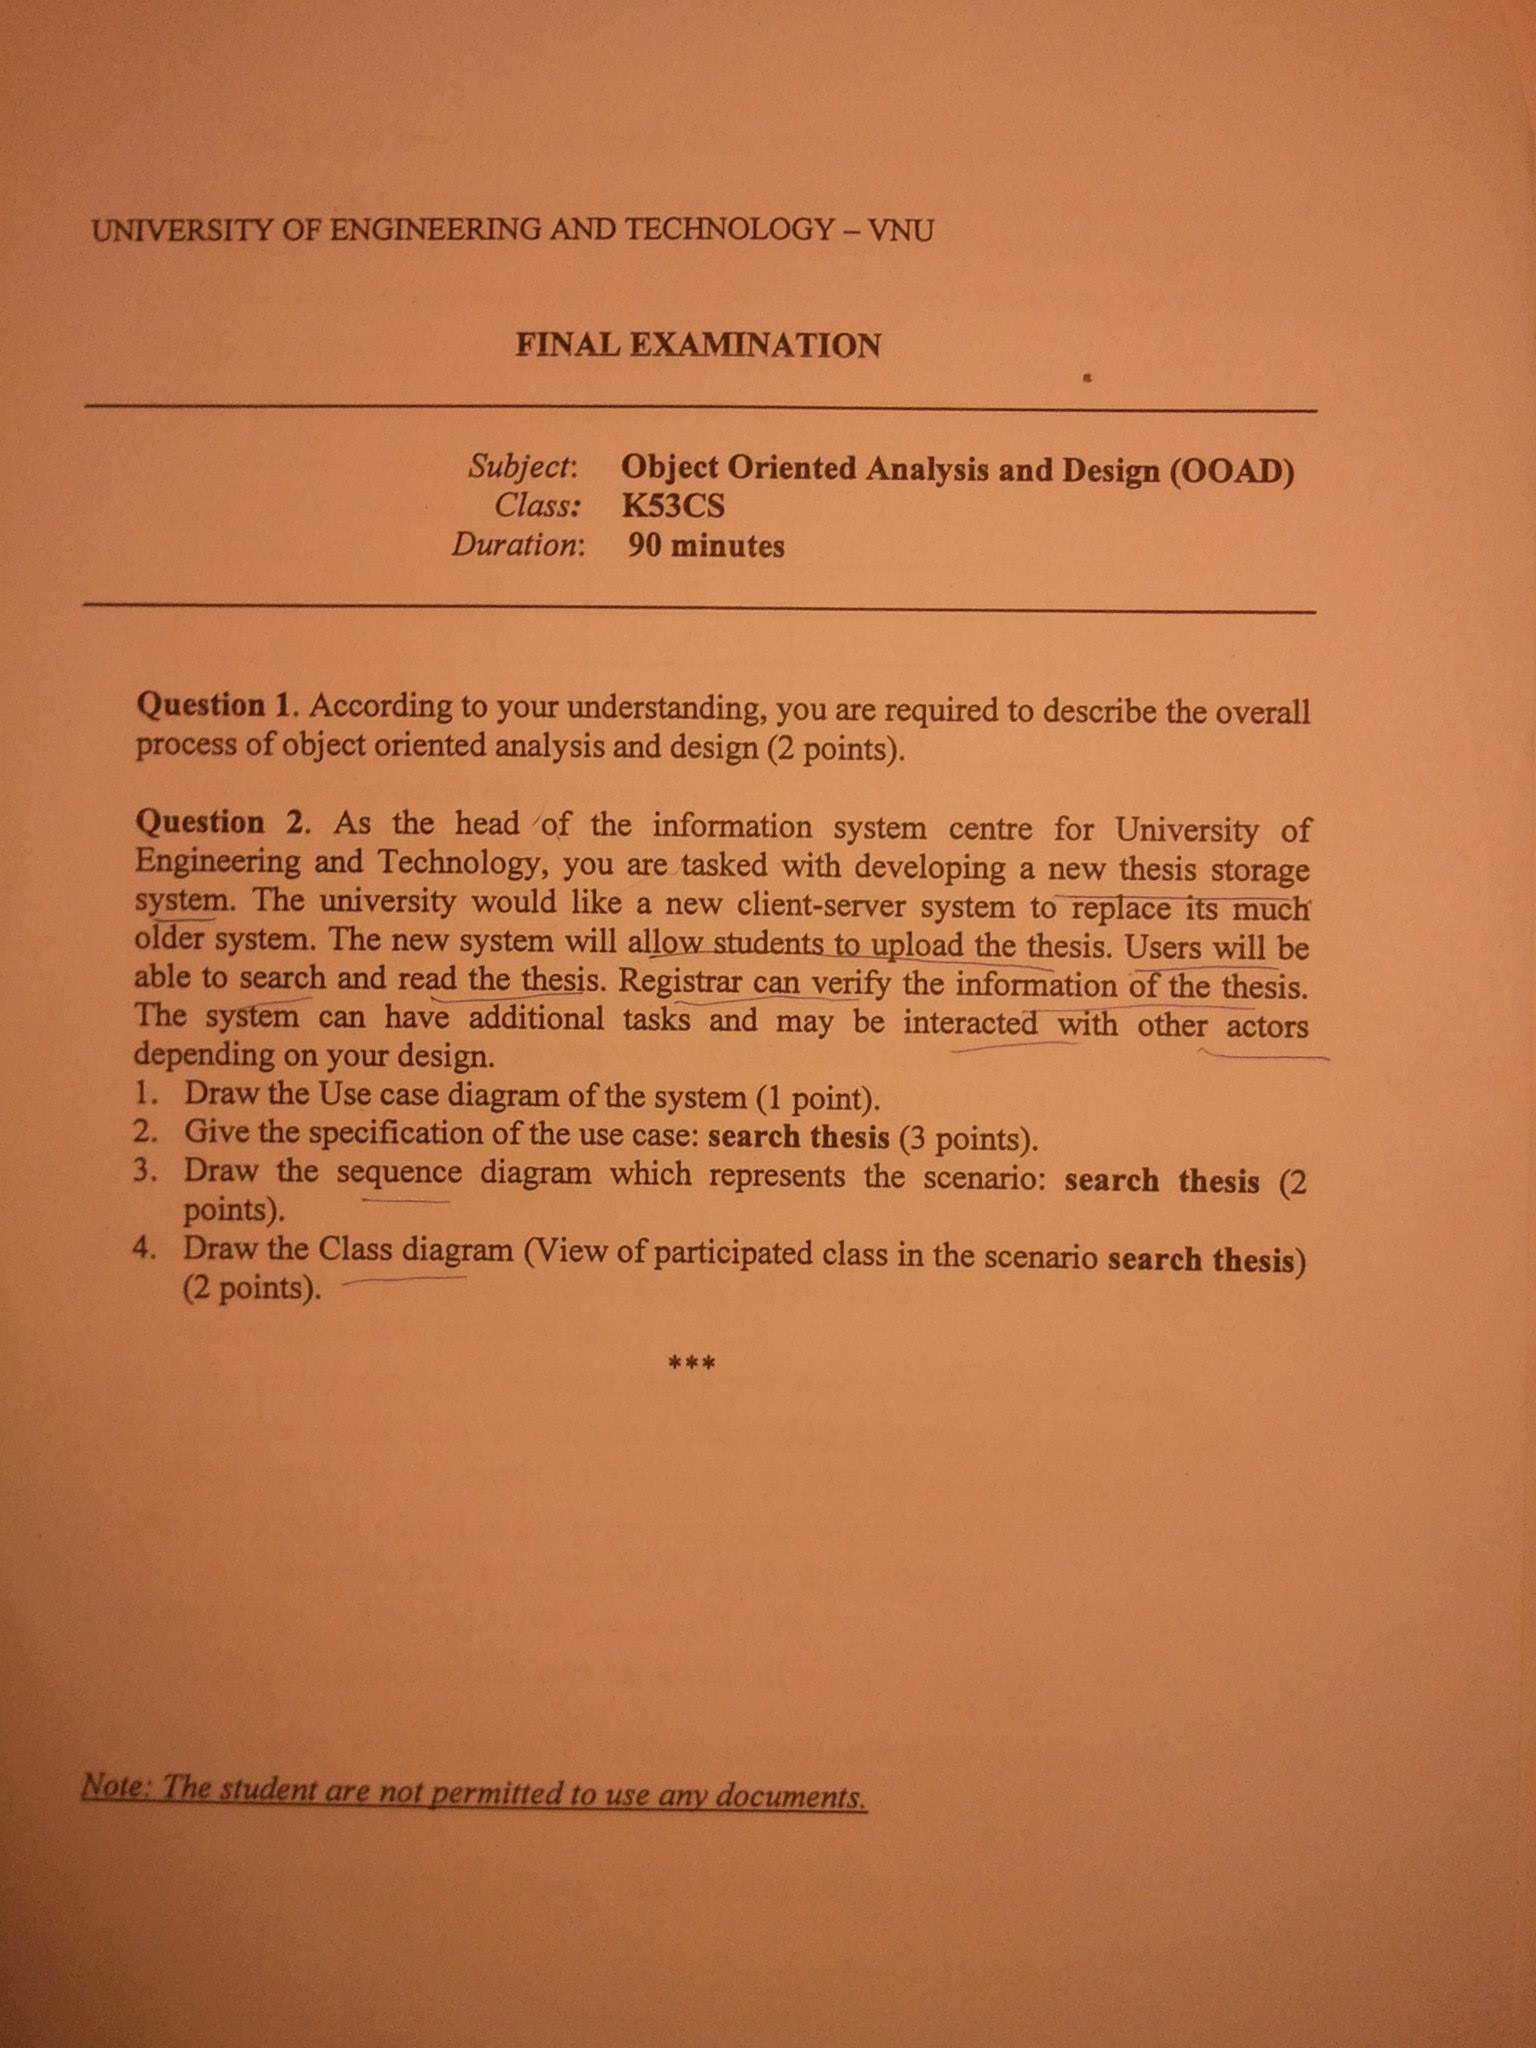 UNIVERSITY OF ENGINEERING AND TECHNOLOGY – VNU
FINAL EXAMINATION
Subject: Object Oriented Analysis and Design (OOAD)
Class: K53CS
Duration: 90 minutes
Question 1. According to your understanding, you are required to describe the overall
process of object oriented analysis and design (2 points).
Question 2. As the head of the information system centre for University of
Engineering and Technology, you are tasked with developing a new thesis storage
system. The university would like a new client-server system to replace its much
older system. The new system will allow students to upload the thesis. Users will be
able to search and read the thesis. Registrar can verify the information of the thesis.
The system can have additional tasks and may be interacted with other actors
depending on your design.
1. Draw the Use case diagram of the system (1 point).
2. Give the specification of the use case: search thesis (3 points).
3. Draw the sequence diagram which represents the scenario: search thesis (2
points).
4. Draw the Class diagram (View of participated class in the scenario search thesis)
(2 points).
***
Note: The student are not permitted to use any documents.